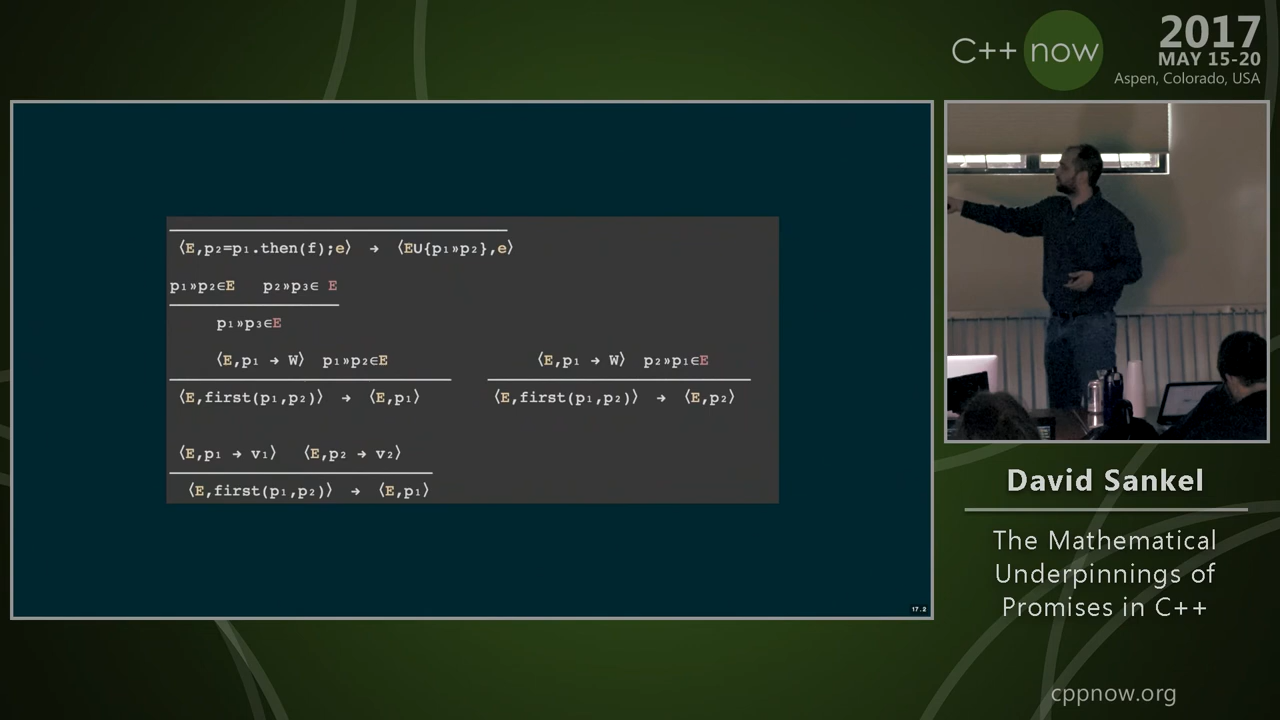 C++ now
2017
MAY 15-20
Aspen, Colorado, USA
⟨E,p₂=p₁.then(f);e⟩ → ⟨E∪{p₁»p₂},e⟩
p₁»p₂∈E p₂»p₃∈ E
p₁»p₃∈E
⟨E,p₁ → W⟩ p₁»p₂∈E
⟨E,first(p₁,p₂)⟩ → ⟨E,p₁⟩
⟨E,p₁ → W⟩ p₂»p₁∈E
⟨E,first(p₁,p₂)⟩ → ⟨E,p₂⟩
⟨E,p₁ → v₁⟩ ⟨E,p₂ → v₂⟩
⟨E,first(p₁,p₂)⟩ → ⟨E,p₁⟩
17.2
David Sankel
The Mathematical
Underpinnings of
Promises in C++
cppnow.org